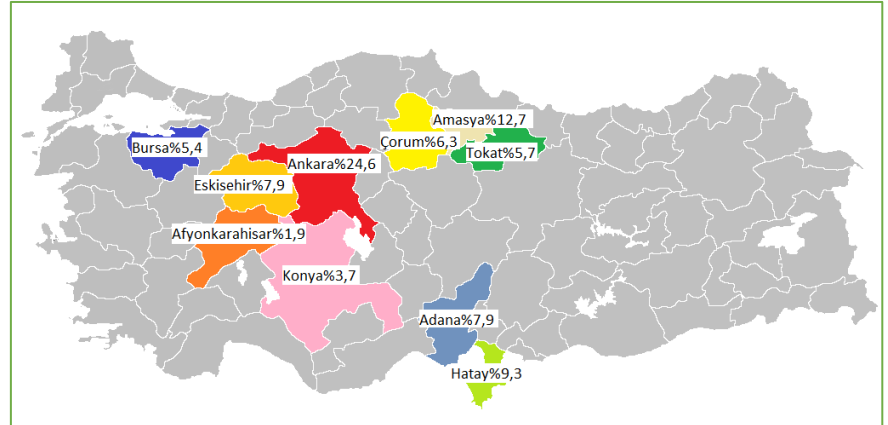 Amasya%12,7
Çorum%6,3
Bursa%5,4
Tokat%5,7
Ankara%24,6
Eskisehir%7,9
Afyonkarahisar%1,9
Konya%3,7
Adana%7,9
Hatay%9,3